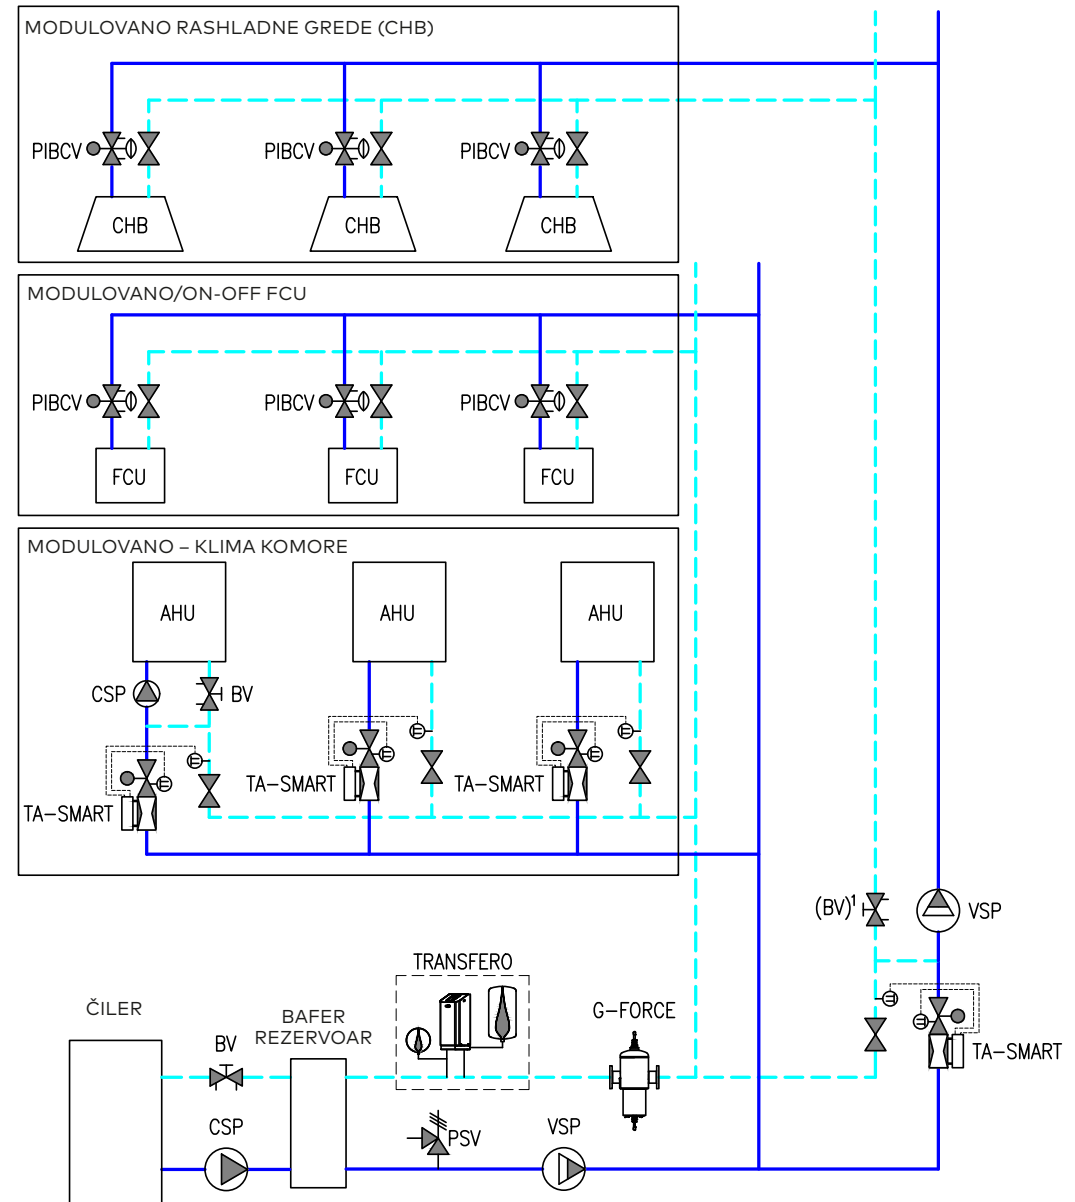 MODULOVANO RASHLADNE GREDE (CHB)
PIBCV
PIBCV
PIBCV
CHB
CHB
CHB
MODULOVANO/ON-OFF FCU
PIBCV
PIBCV
PIBCV
FCU
FCU
FCU
MODULOVANO – KLIMA KOMORE
AHU
AHU
AHU
CSP
BV
TA-SMART
TA-SMART
TA-SMART
(BV)¹
VSP
TA-SMART
TRANSFERO
G-FORCE
ČILER
BV
BAFER
REZERVOAR
CSP
PSV
VSP